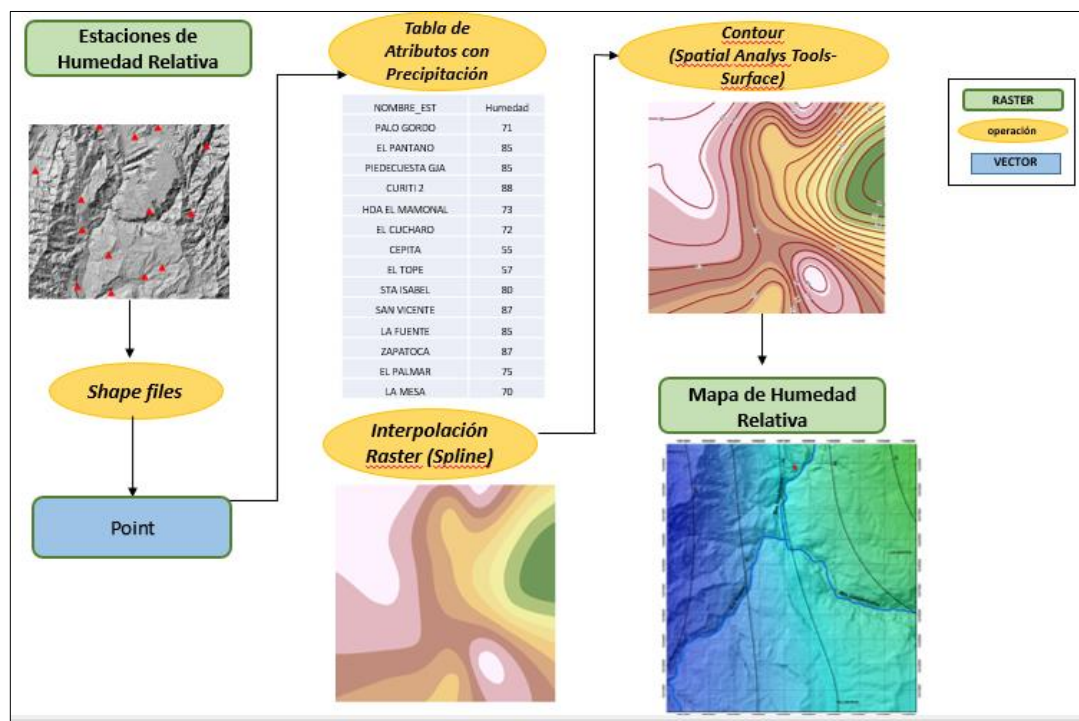 Estaciones de
Humedad Relativa
Shape files
Point
Tabla de
Atributos con
Precipitación
NOMBRE_EST Humedad
PALO GORDO 71
EL PANTANO 85
PIEDECUESTA GJA 85
CURITI 2 88
HDA EL MAMONAL 73
EL CUCHARO 72
CEPITA 55
EL TOPE 57
STA ISABEL 80
SAN VICENTE 87
LA FUENTE 85
ZAPATOCA 87
EL PALMAR 75
LA MESA 70
Interpolación
Raster (Spline)
Contour
(Spatial Analys Tools-
Surface)
Mapa de Humedad
Relativa
RASTER
operación
VECTOR